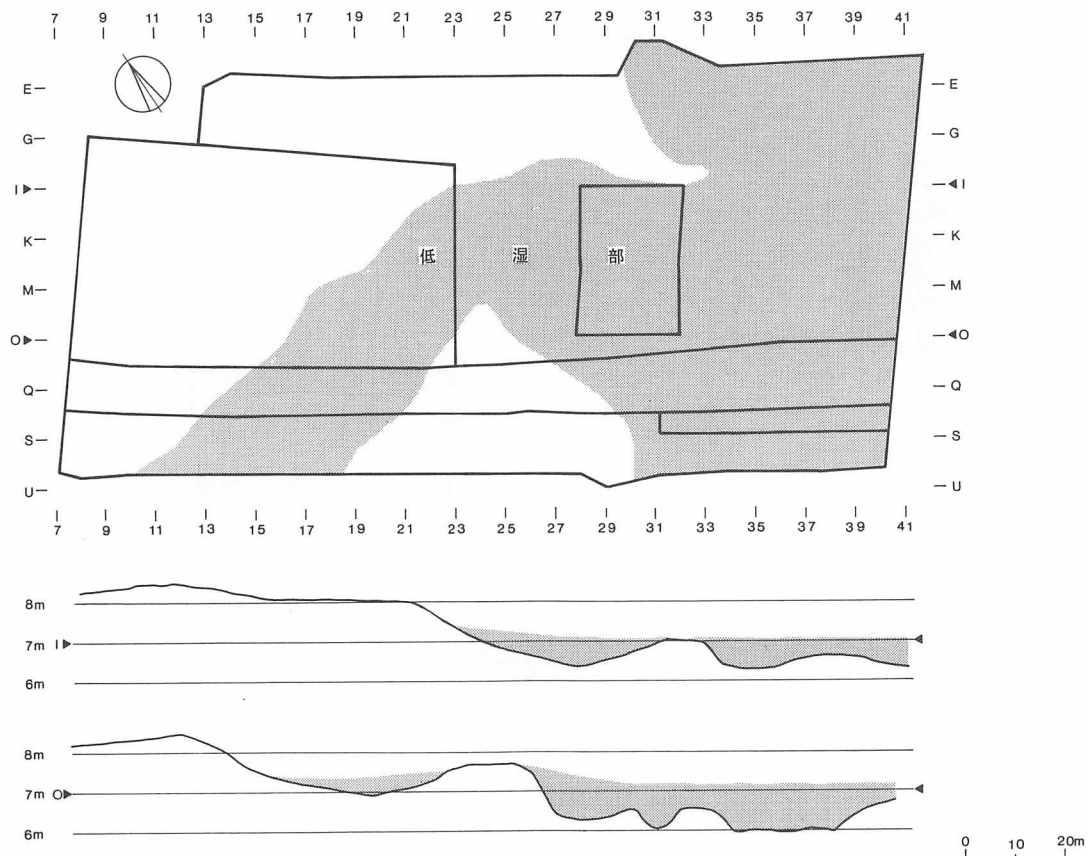 7 9 11 13 15 17 19 21 23 25 27 29 31 33 35 37 39 41
E E
G G
I I
K 低湿部 K
M M
O O
Q Q
S S
U U
7 9 11 13 15 17 19 21 23 25 27 29 31 33 35 37 39 41
8m
7m I
6m
8m
7m O
6m
0 10 20m